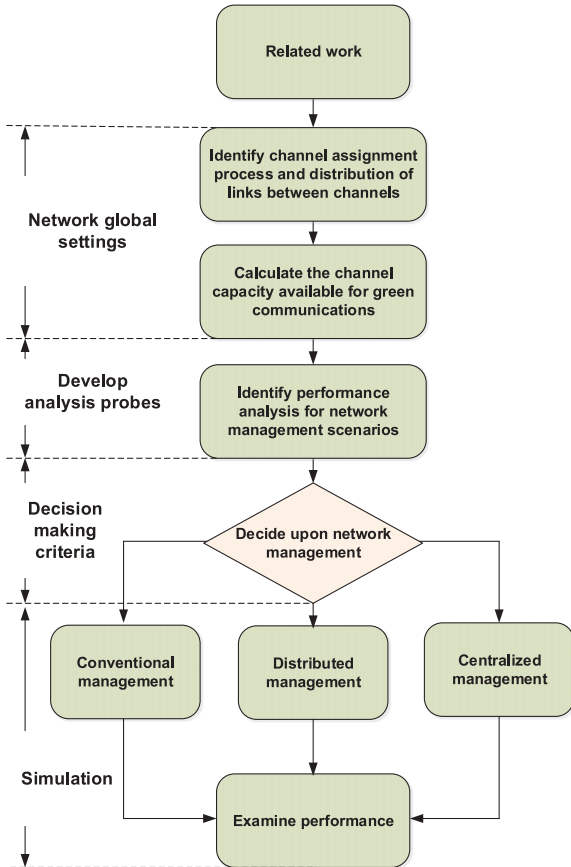 Related work
Identify channel assignment
process and distribution of
links between channels
Network global
settings
Calculate the channel
capacity available for green
communications
Develop
analysis probes
Identify performance
analysis for network
management scenarios
Decision
making
criteria
Decide upon network
management
Conventional
management
Distributed
management
Centralized
management
Simulation
Examine performance